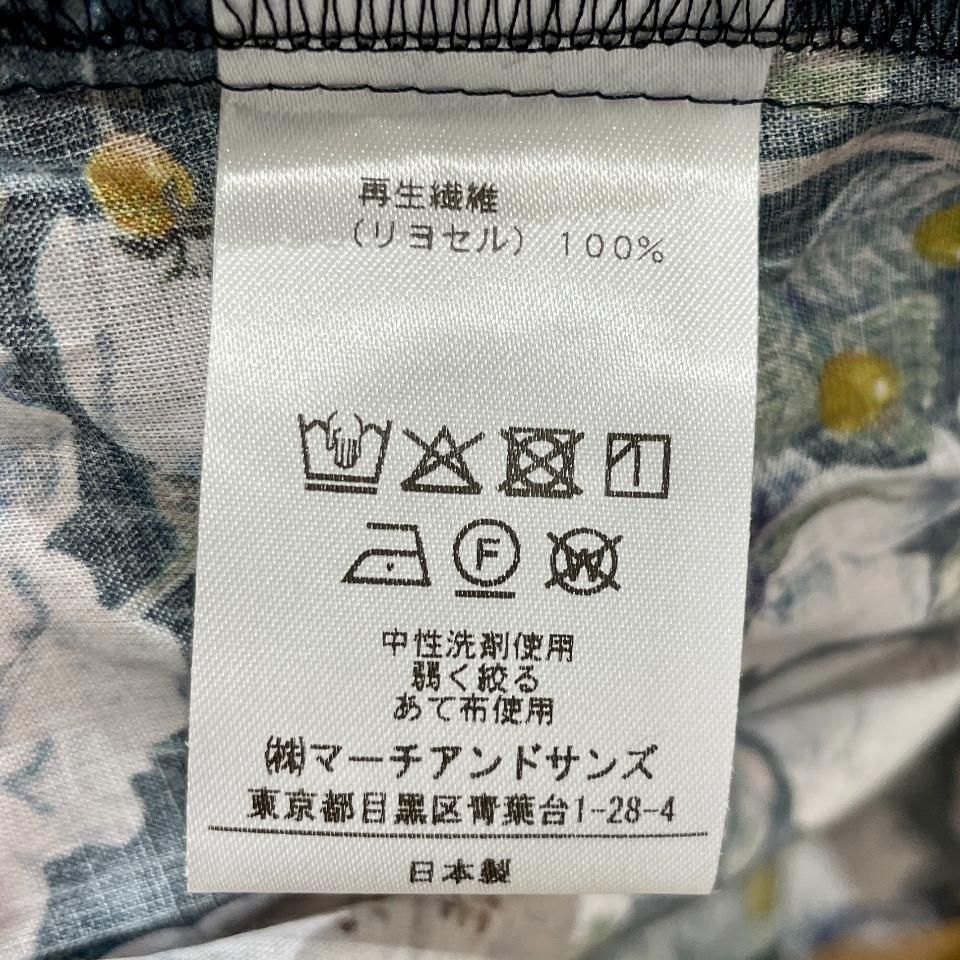 再生繊維
（リヨセル） 100%
F
W
中性洗剤使用
弱く絞る
あて布使用
㈱マーチアンドサンズ
東京都目黒区青葉台1-28-4
日本製